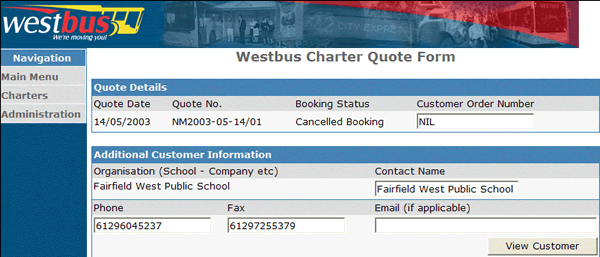 westbus
We're moving you!
CITY EXPRE
Westbus Charter Quote Form
Navigation
Main Menu
Charters
Administration
Quote Details
Quote Date Quote No. Booking Status Customer Order Number
14/05/2003 NM2003-05-14/01 Cancelled Booking NIL
Additional Customer Information
Organisation (School - Company etc) Contact Name
Fairfield West Public School Fairfield West Public School
Phone Fax Email (if applicable)
61296045237 61297255379
View Customer